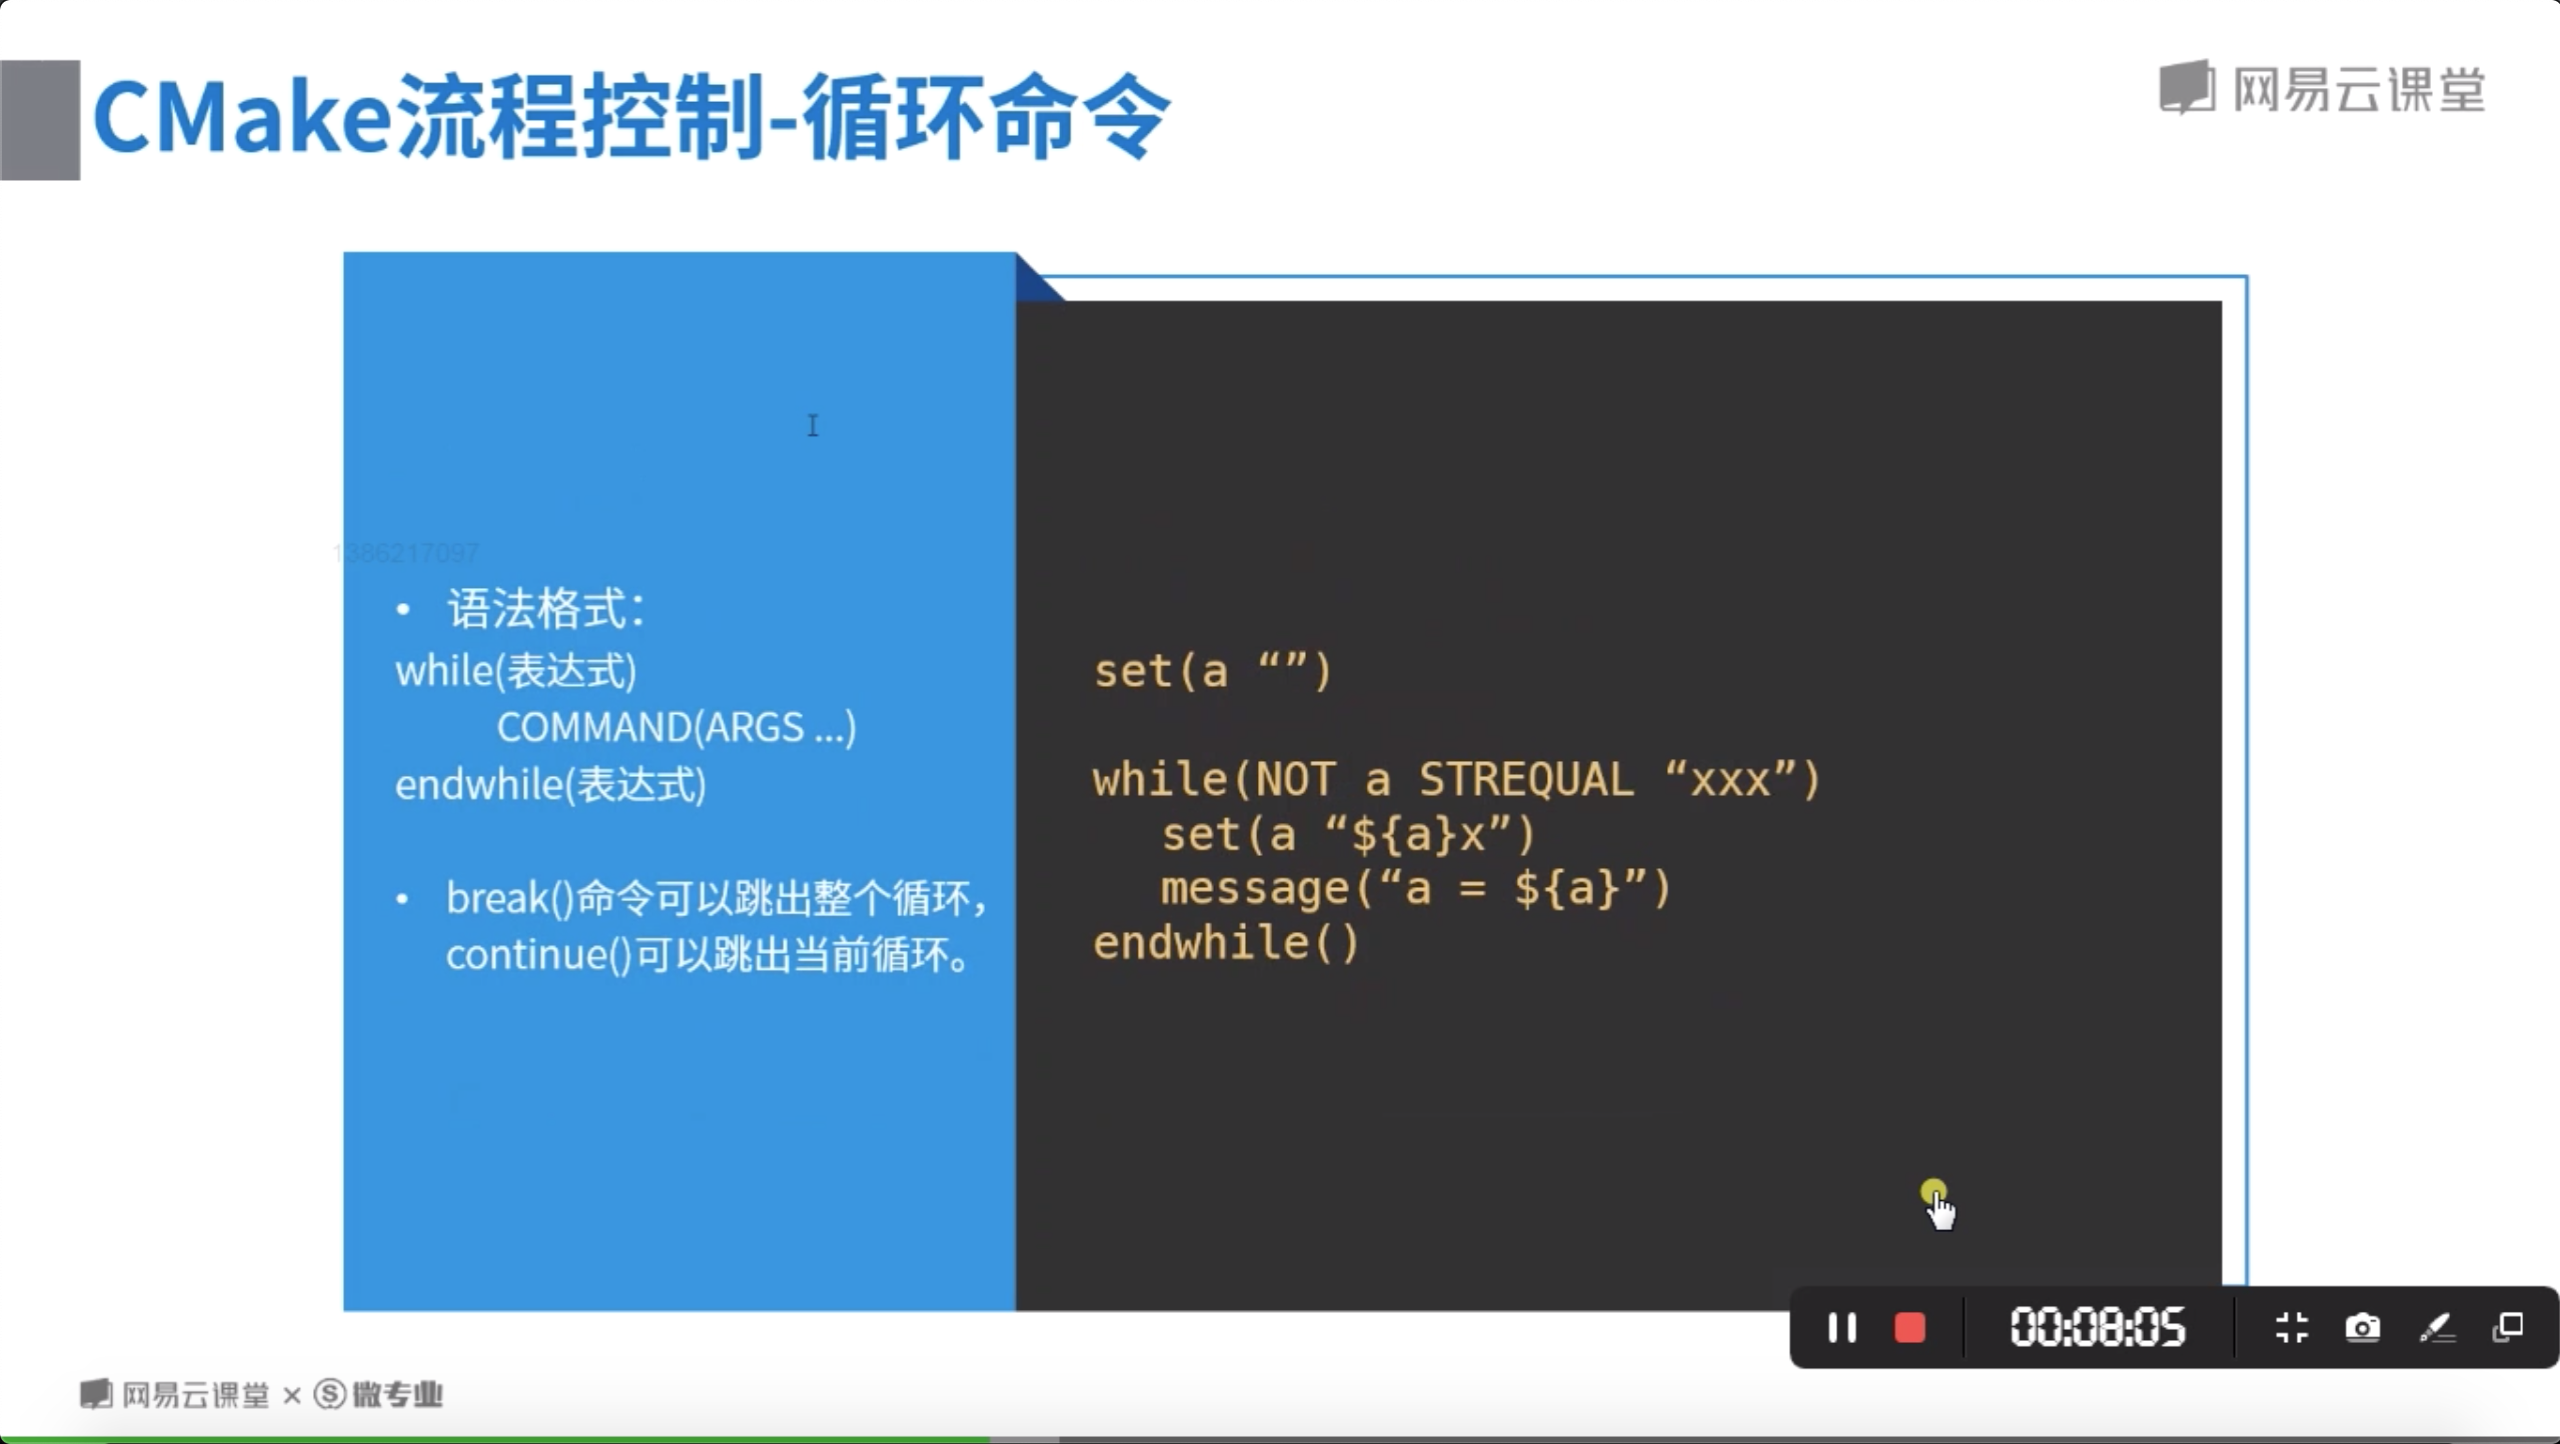 CMake流程控制-循环命令
网易云课堂
1386217097
• 语法格式：
while(表达式)
COMMAND(ARGS ...)
endwhile(表达式)
• break()命令可以跳出整个循环，
continue()可以跳出当前循环。
set(a “”)
while(NOT a STREQUAL “xxx”)
set(a “${a}x”)
message(“a = ${a}”)
endwhile()
00:08:05
网易云课堂 × 微专业